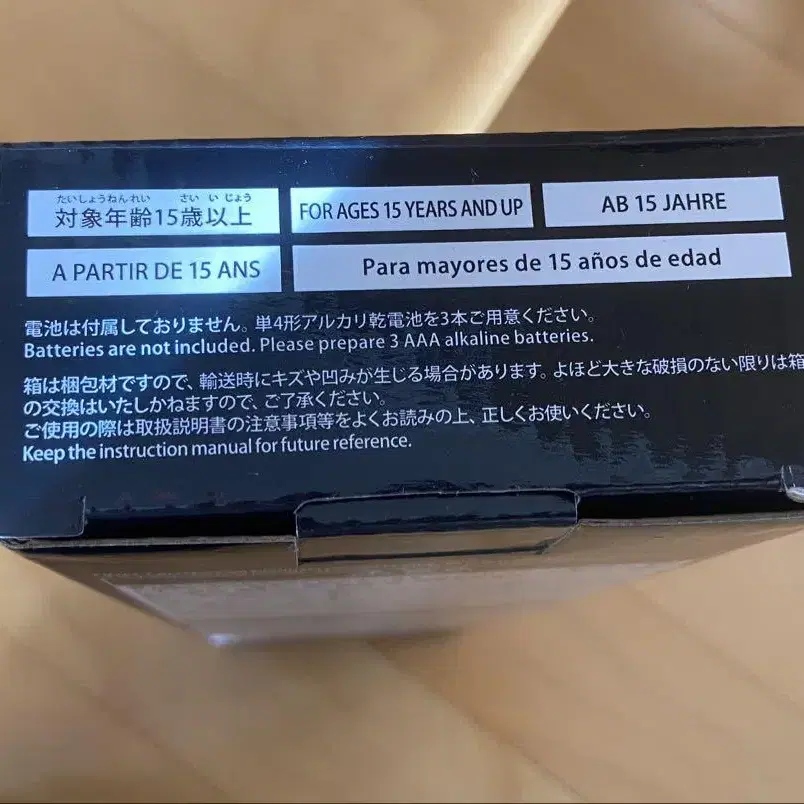 たいしょうねんれい さい い じょう
対象年齢15歳以上
FOR AGES 15 YEARS AND UP
AB 15 JAHRE
A PARTIR DE 15 ANS
Para mayores de 15 años de edad
電池は付属しておりません。単4形アルカリ乾電池を3本ご用意ください。
Batteries are not included. Please prepare 3 AAA alkaline batteries.
箱は梱包材ですので、輸送時にキズや凹みが生じる場合があります。よほど大きな破損のない限りは箱
の交換はいたしかねますので、ご了承ください。
ご使用の際は取扱説明書の注意事項等をよくお読みの上、正しくお使いください。
Keep the instruction manual for future reference.